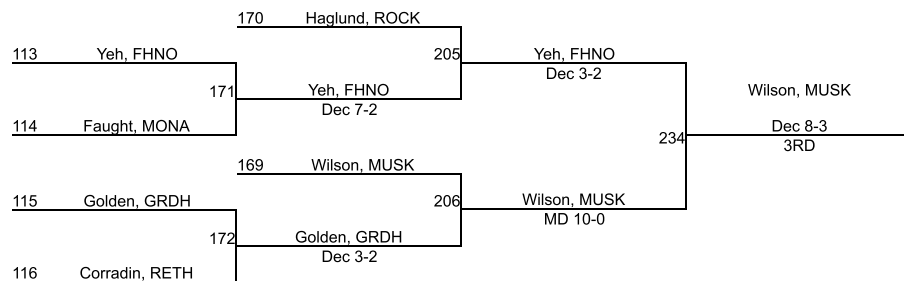 170 Haglund, ROCK
113 Yeh, FHNO
205 Yeh, FHNO
Dec 3-2
171 Yeh, FHNO
Dec 7-2
Wilson, MUSK
114 Faught, MONA
234 Dec 8-3
3RD
169 Wilson, MUSK
115 Golden, GRDH
206 Wilson, MUSK
MD 10-0
172 Golden, GRDH
Dec 3-2
116 Corradin, RETH